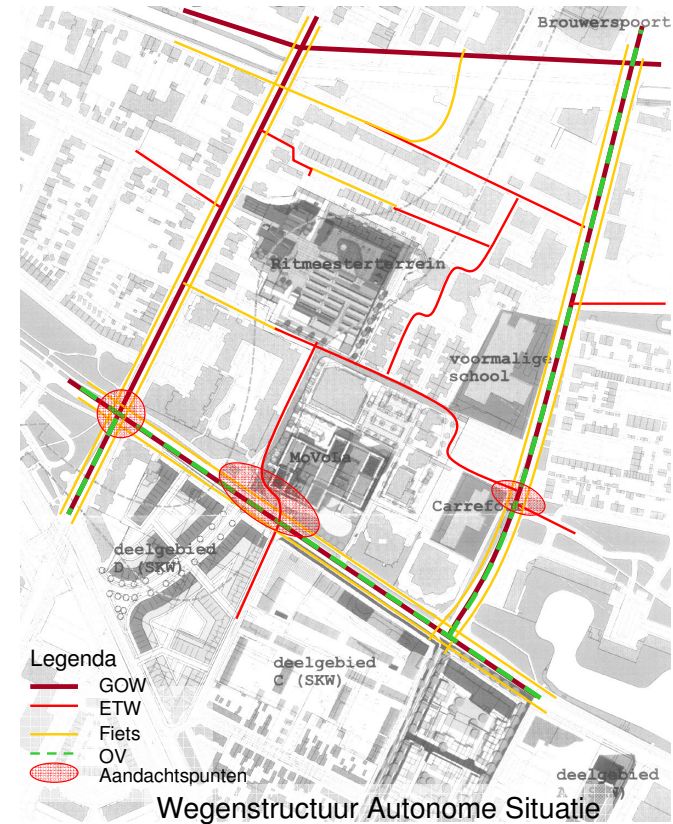 Brouwerspoort
Ritmeesterterrein
voormalige
school
MoVoLa
Carrefour
deelgebied
D (SKW)
deelgebied
C (SKW)
Legenda
GOW
ETW
Fiets
OV
Aandachtspunten
deelgebied
Wegenstructuur Autonome Situatie